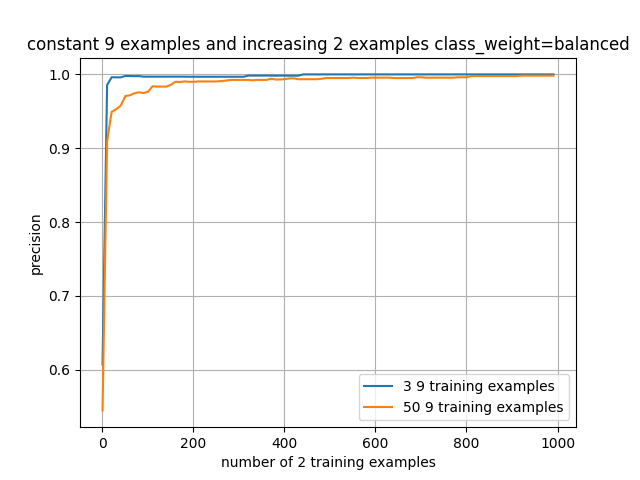 constant 9 examples and increasing 2 examples class_weight=balanced
1.0
0.9
0.8
0.7
0.6
precision
3 9 training examples
50 9 training examples
0 200 400 600 800 1000
number of 2 training examples